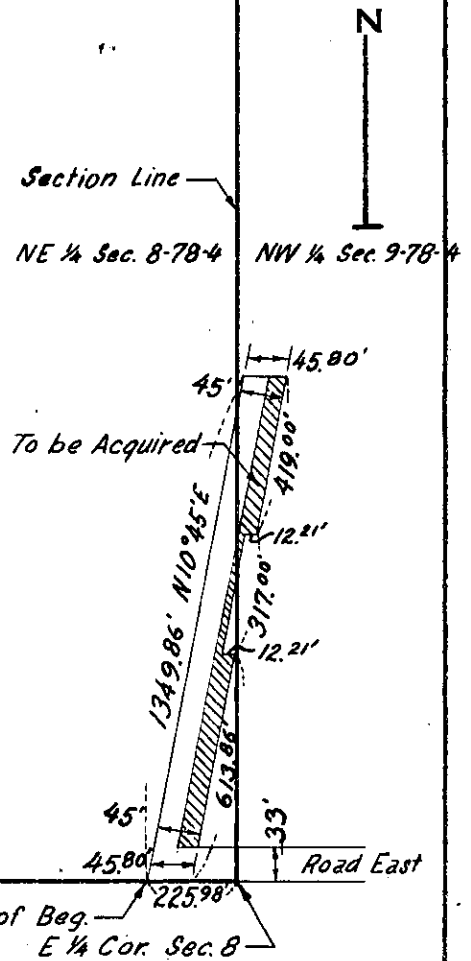 N
Section Line
NE ¼ Sec. 8-78-4 NW ¼ Sec. 9-78-4
45.80'
45'
To be Acquired
419.00'
12.21'
1349.86' N10°45'E
317.00'
12.21'
613.86'
45'
33'
45.80'
Road East
225.98'
of Beg.
E ¼ Cor. Sec. 8